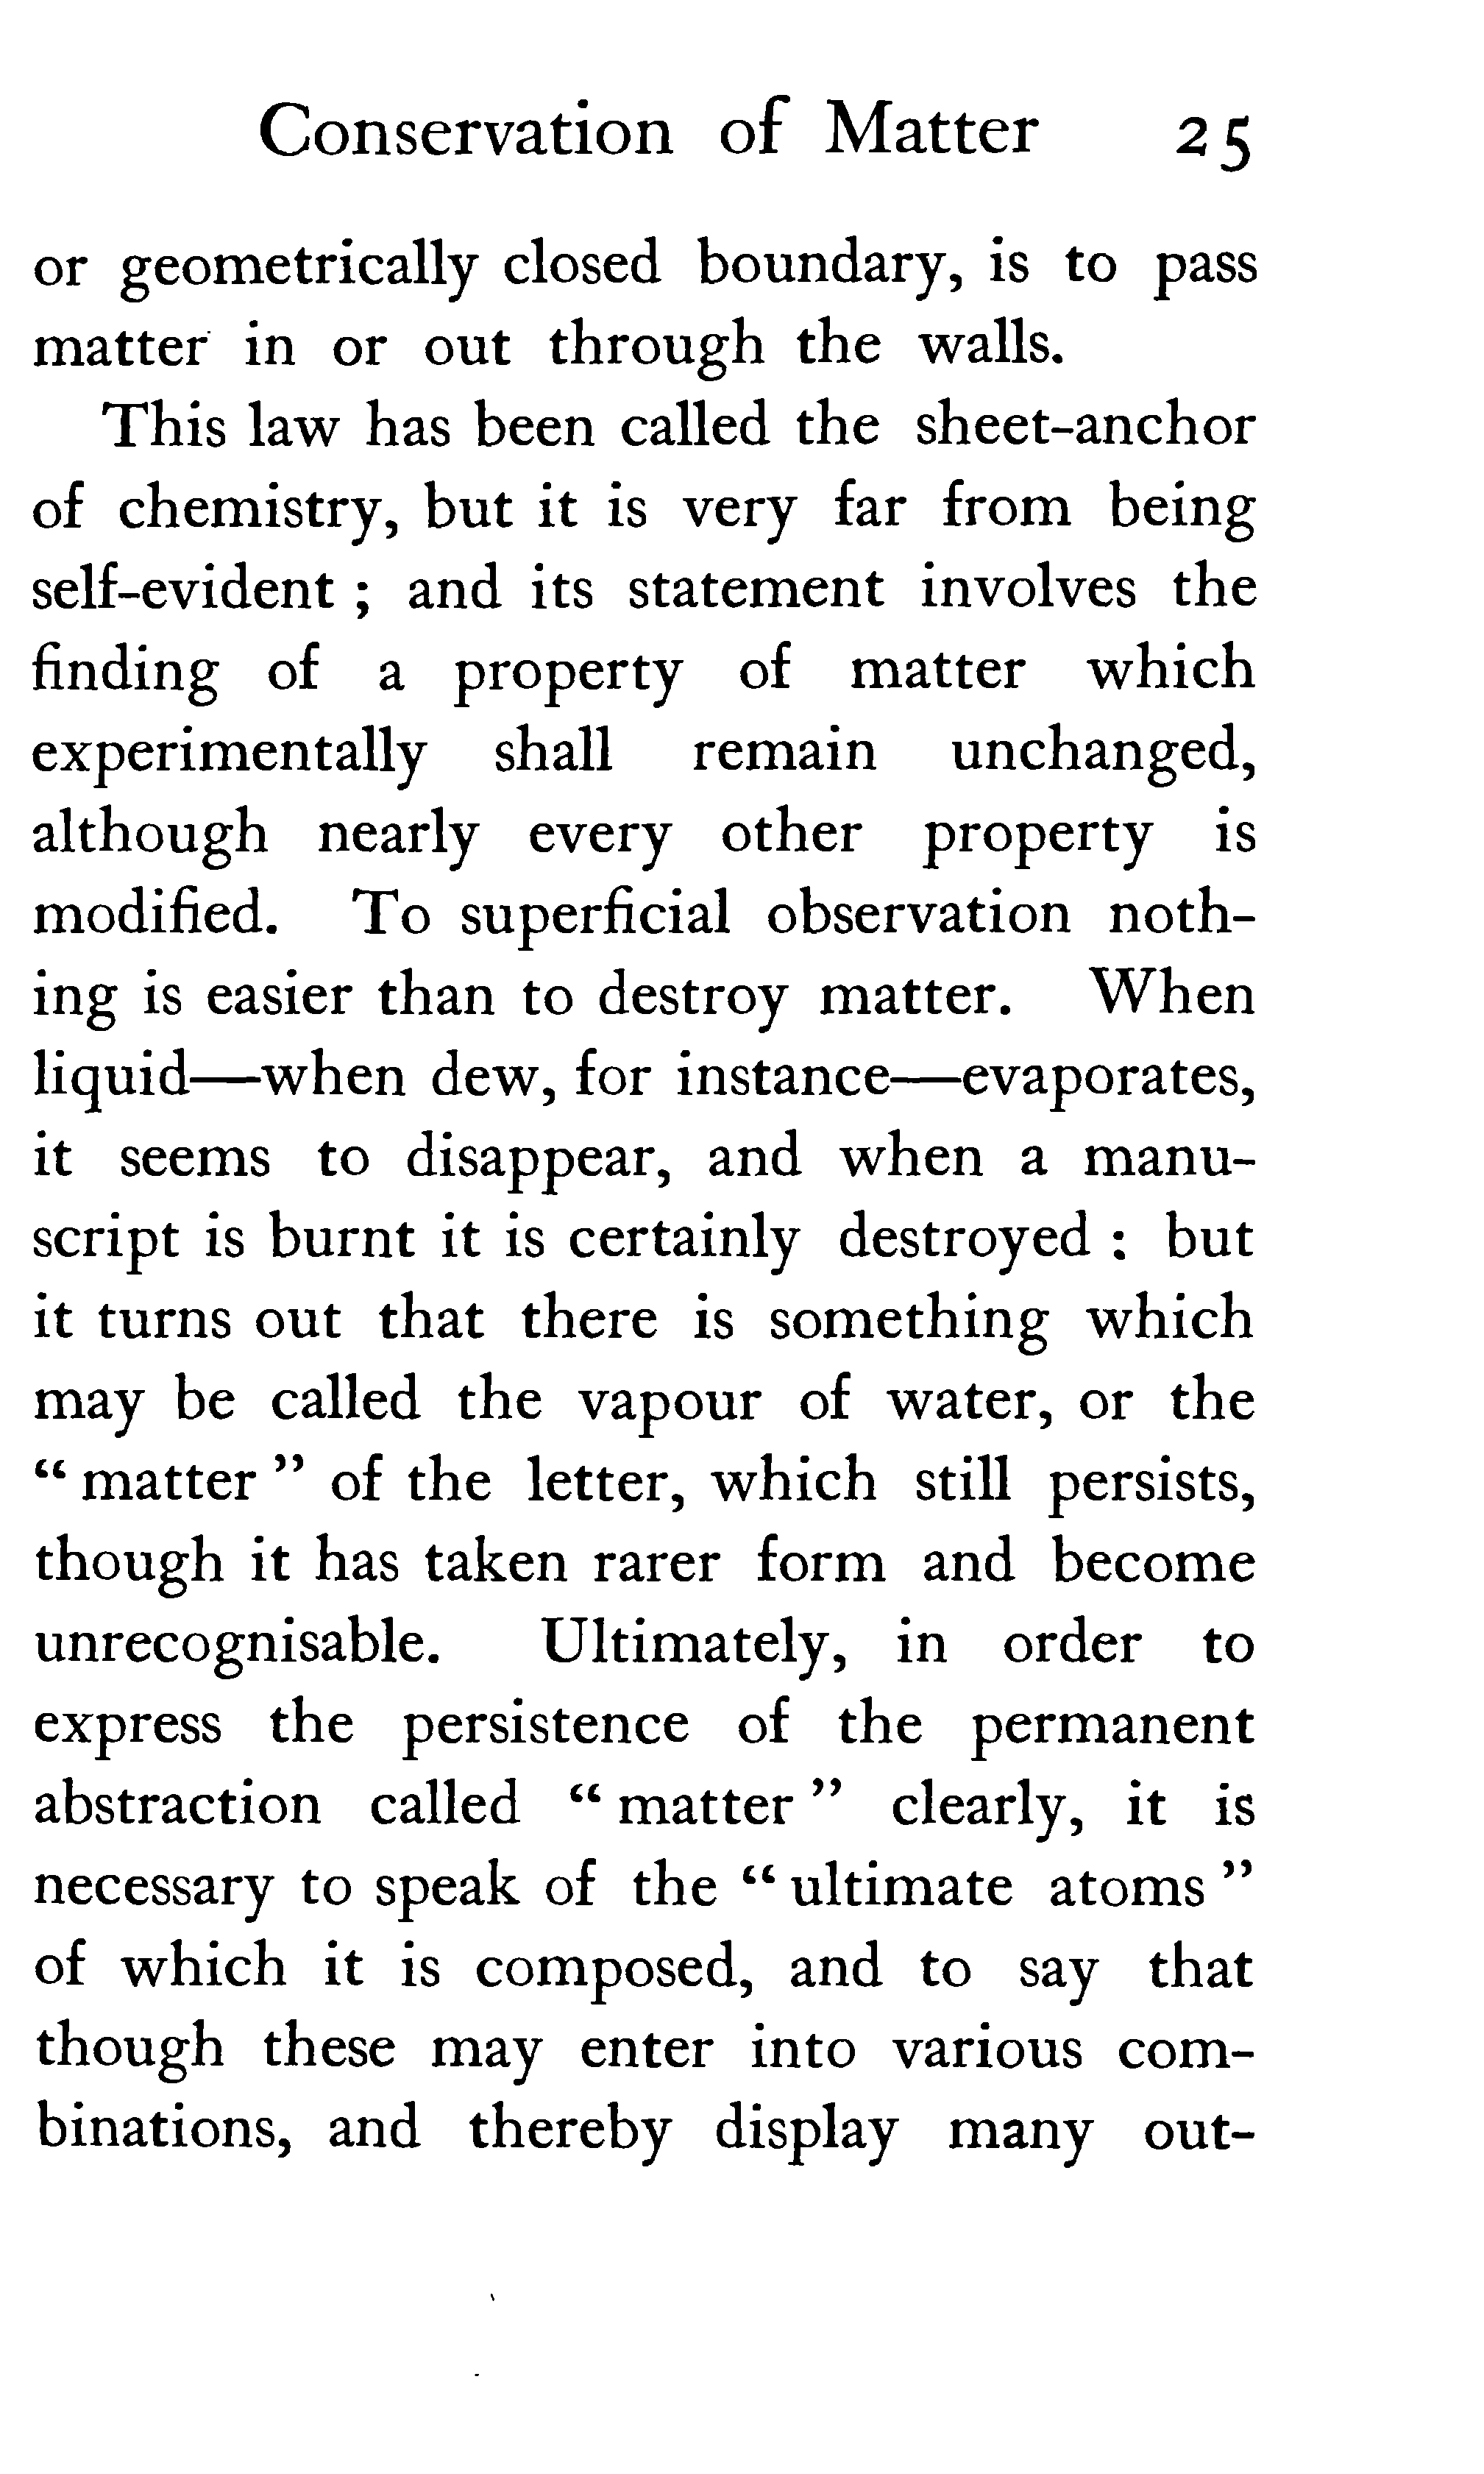 Conservation of Matter 25
or geometrically closed boundary, is to pass
matter in or out through the walls.
This law has been called the sheet-anchor
of chemistry, but it is very far from being
self-evident ; and its statement involves the
finding of a property of matter which
experimentally shall remain unchanged,
although nearly every other property is
modified. To superficial observation noth-
ing is easier than to destroy matter. When
liquid—when dew, for instance—evaporates,
it seems to disappear, and when a manu-
script is burnt it is certainly destroyed : but
it turns out that there is something which
may be called the vapour of water, or the
“ matter ” of the letter, which still persists,
though it has taken rarer form and become
unrecognisable. Ultimately, in order to
express the persistence of the permanent
abstraction called “ matter ” clearly, it is
necessary to speak of the “ ultimate atoms ”
of which it is composed, and to say that
though these may enter into various com-
binations, and thereby display many out-